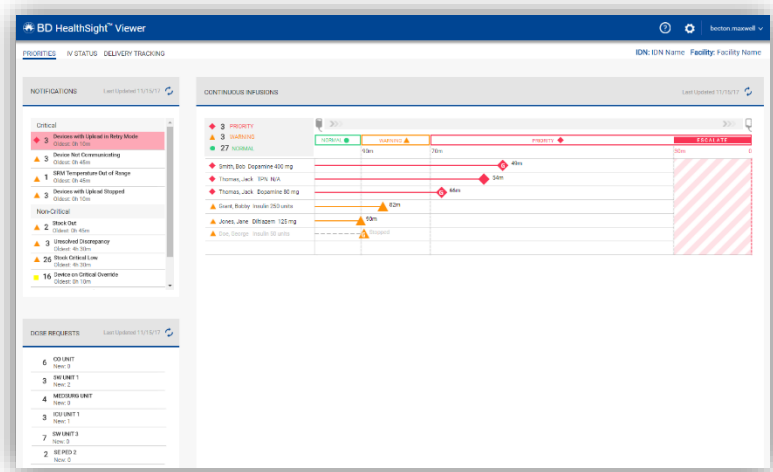 BD HealthSight™ Viewer
becton.maxwell
PRIORITIES IV STATUS DELIVERY TRACKING
IDN: IDN Name Facility: Facility Name
NOTIFICATIONS Last Updated 11/15/17
Critical
3 Devices with Upload in Retry Mode
Oldest: 0h 10m
3 Device Not Communicating
Oldest: 0h 45m
1 SRM Temperature Out of Range
Oldest: 0h 45m
3 Devices with Upload Stopped
Oldest: 0h 10m
Non-Critical
2 Stock Out
Oldest: 0h 45m
3 Unresolved Discrepancy
Oldest: 4h 30m
26 Stock Critical Low
Oldest: 4h 30m
16 Device on Critical Override
Oldest: 0h 10m
DOSE REQUESTS Last Updated 11/15/17
6 CO UNIT
New: 0
3 SW UNIT 1
New: 2
4 MEDSURG UNIT
New: 0
3 ICU UNIT 1
New: 1
7 SW UNIT 3
New: 3
2 SE PED 2
New: 0
CONTINUOUS INFUSIONS Last Updated 11/15/17
3 PRIORITY
3 WARNING
27 NORMAL
NORMAL WARNING PRIORITY ESCALATE
90m 70m 0
Smith, Bob Dopamine 400 mg 49m
Thomas, Jack TPN N/A 54m
Thomas, Jack Dopamine 80 mg 66m
Grant, Bobby Insulin 250 units 82m
Jones, Jane Diltiazem 125 mg 90m
Doe, George Insulin 50 units Stopped